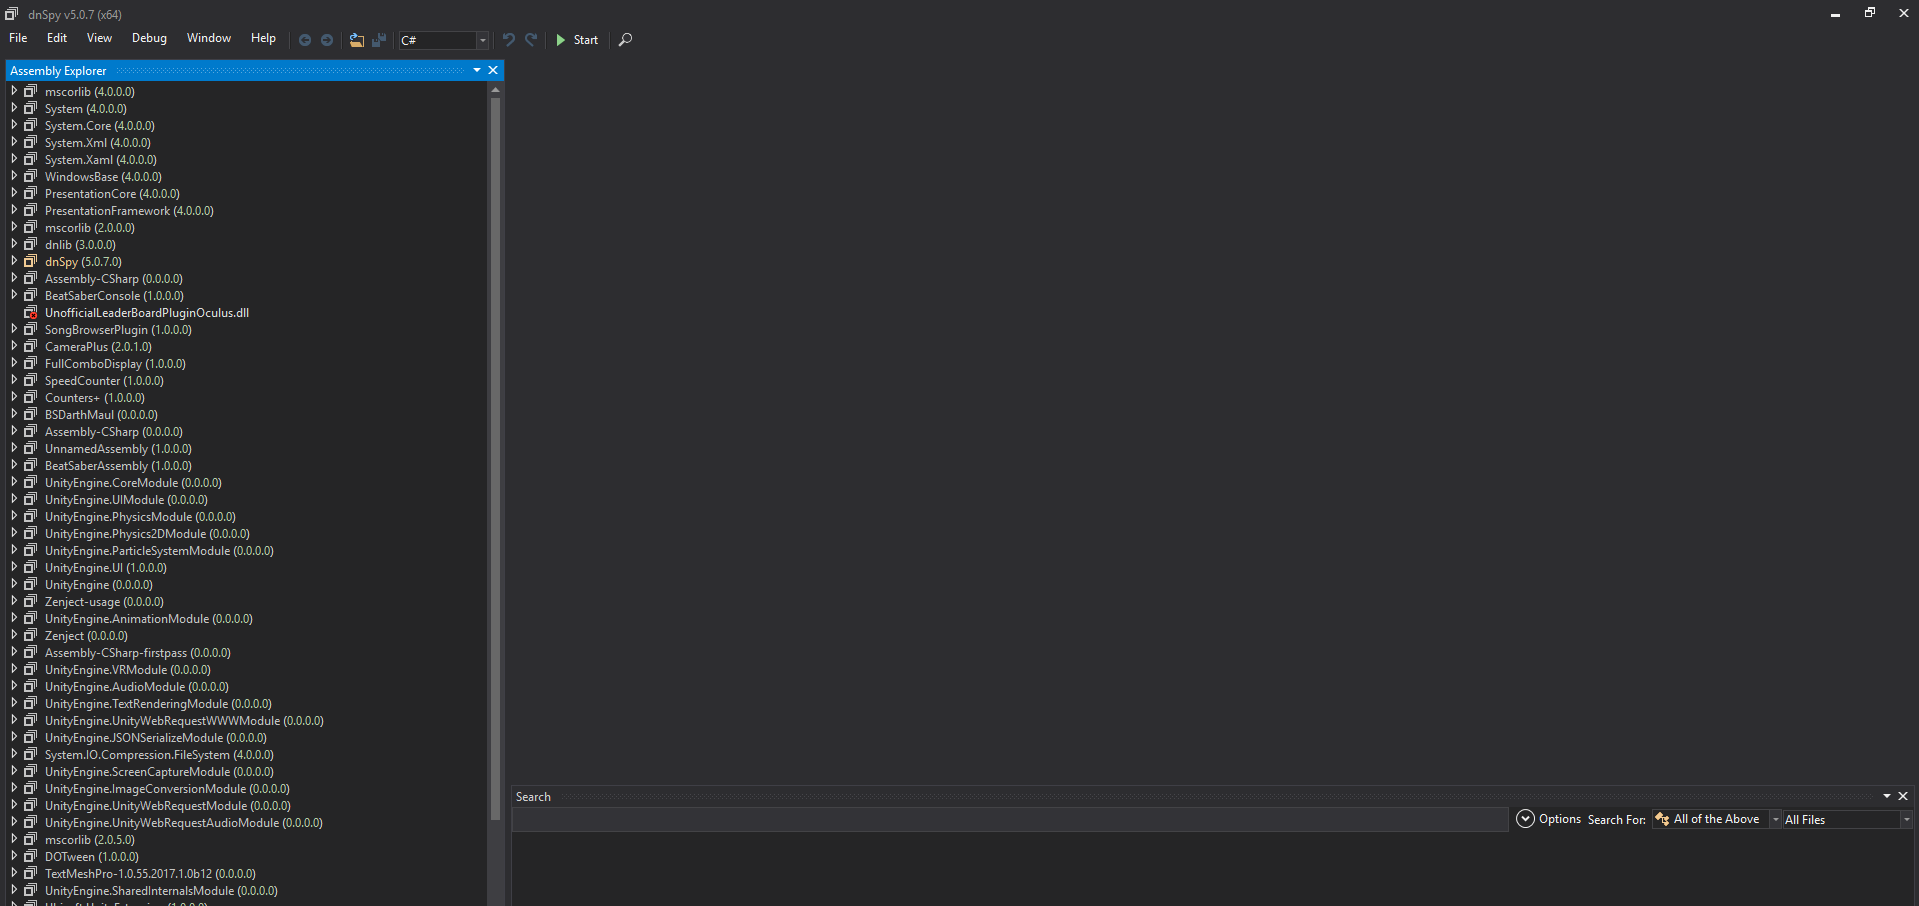 dnSpy v5.0.7 (x64)
File Edit View Debug Window Help C# Start
Assembly Explorer
mscorlib (4.0.0.0)
System (4.0.0.0)
System.Core (4.0.0.0)
System.Xml (4.0.0.0)
System.Xaml (4.0.0.0)
WindowsBase (4.0.0.0)
PresentationCore (4.0.0.0)
PresentationFramework (4.0.0.0)
mscorlib (2.0.0.0)
dnlib (3.0.0.0)
dnSpy (5.0.7.0)
Assembly-CSharp (0.0.0.0)
BeatSaberConsole (1.0.0.0)
UnofficialLeaderBoardPluginOculus.dll
SongBrowserPlugin (1.0.0.0)
CameraPlus (2.0.1.0)
FullComboDisplay (1.0.0.0)
SpeedCounter (1.0.0.0)
Counters+ (1.0.0.0)
BSDarthMaul (0.0.0.0)
Assembly-CSharp (0.0.0.0)
UnnamedAssembly (1.0.0.0)
BeatSaberAssembly (1.0.0.0)
UnityEngine.CoreModule (0.0.0.0)
UnityEngine.UIModule (0.0.0.0)
UnityEngine.PhysicsModule (0.0.0.0)
UnityEngine.Physics2DModule (0.0.0.0)
UnityEngine.ParticleSystemModule (0.0.0.0)
UnityEngine.UI (1.0.0.0)
UnityEngine (0.0.0.0)
Zenject-usage (0.0.0.0)
UnityEngine.AnimationModule (0.0.0.0)
Zenject (0.0.0.0)
Assembly-CSharp-firstpass (0.0.0.0)
UnityEngine.VRModule (0.0.0.0)
UnityEngine.AudioModule (0.0.0.0)
UnityEngine.TextRenderingModule (0.0.0.0)
UnityEngine.UnityWebRequestWWWModule (0.0.0.0)
UnityEngine.JSONSerializeModule (0.0.0.0)
System.IO.Compression.FileSystem (4.0.0.0)
UnityEngine.ScreenCaptureModule (0.0.0.0)
UnityEngine.ImageConversionModule (0.0.0.0)
UnityEngine.UnityWebRequestModule (0.0.0.0)
UnityEngine.UnityWebRequestAudioModule (0.0.0.0)
mscorlib (2.0.5.0)
DOTween (1.0.0.0)
TextMeshPro-1.0.55.2017.1.0b12 (0.0.0.0)
UnityEngine.SharedInternalsModule (0.0.0.0)
Search
Options Search For: All of the Above All Files